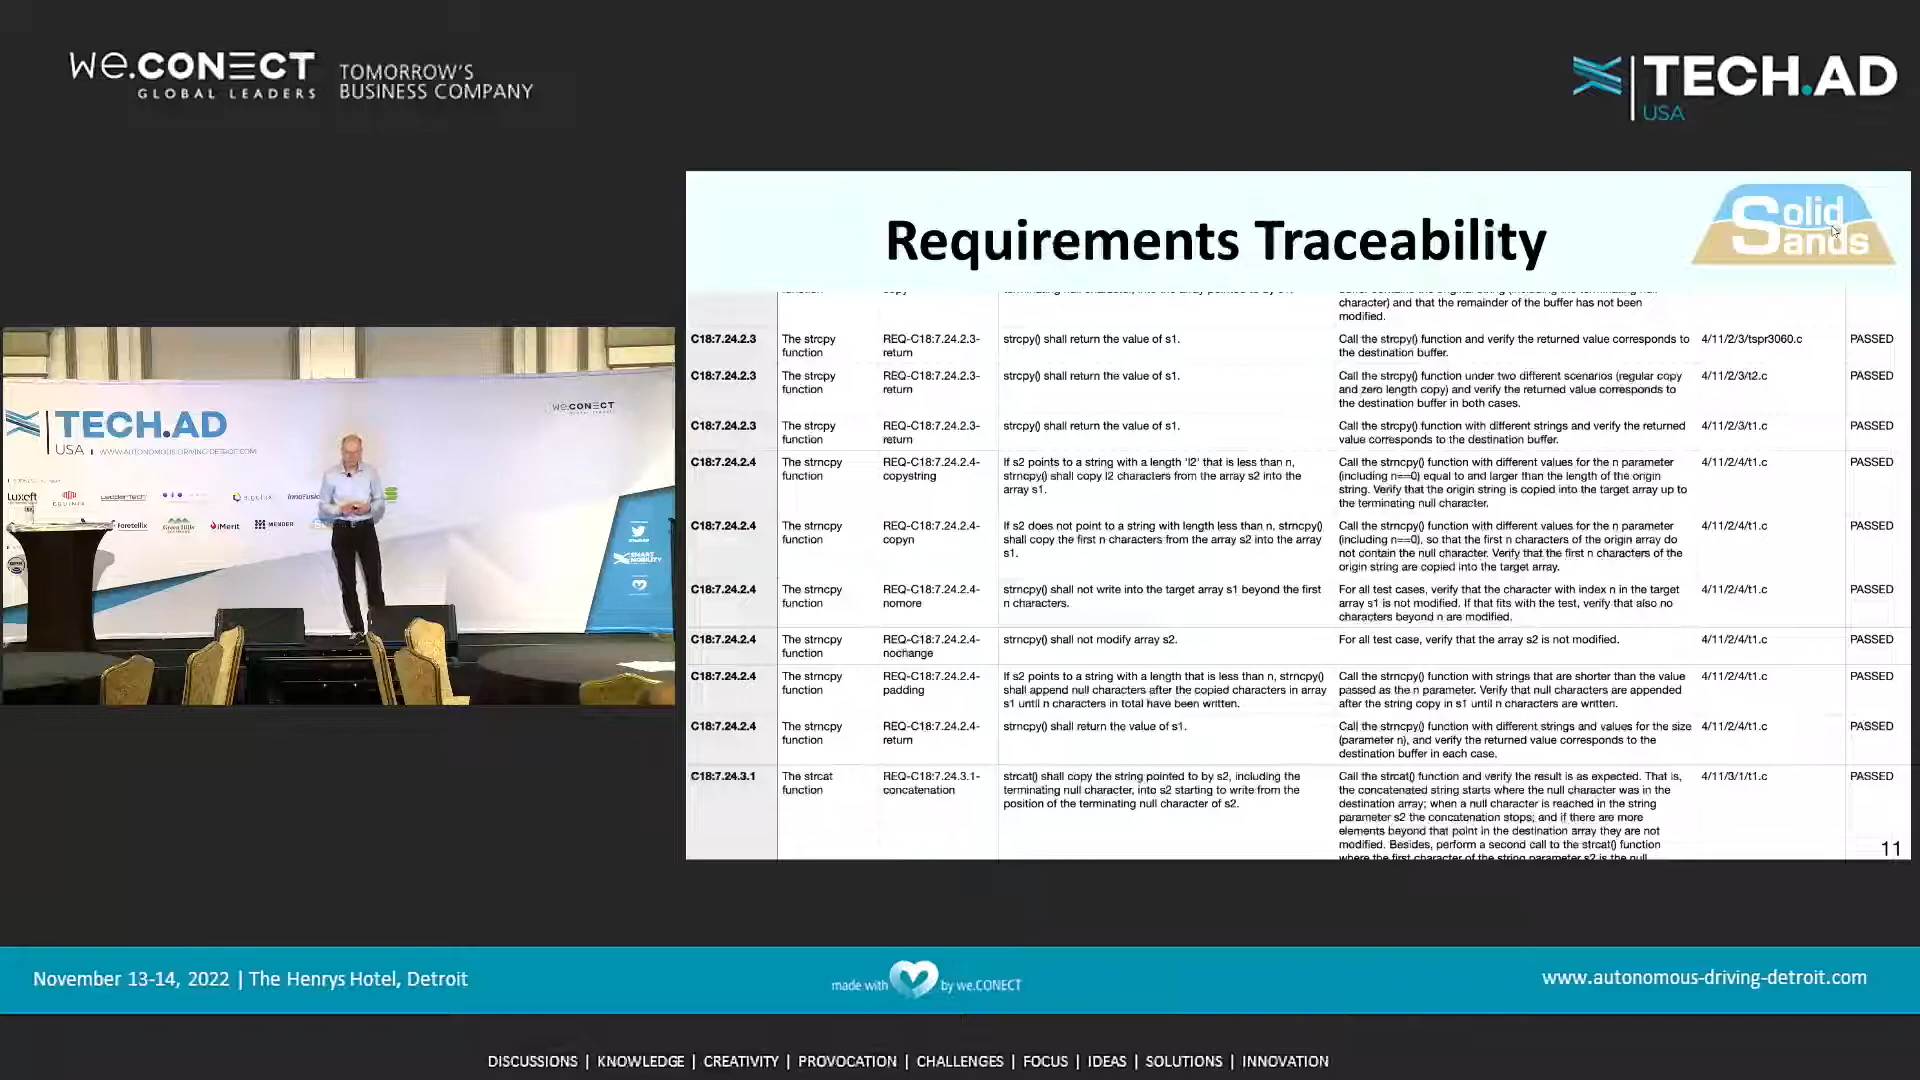 we.CONECT
GLOBAL LEADERS
TOMORROW'S
BUSINESS COMPANY
TECH.AD
USA
Requirements Traceability
Solid
Sands
character) and that the remainder of the buffer has not been
modified.
C18:7.24.2.3 The strcpy function REQ-C18:7.24.2.3-return strcpy() shall return the value of s1. Call the strcpy() function and verify the returned value corresponds to the destination buffer. 4/11/2/3/tspr3060.c PASSED
C18:7.24.2.3 The strcpy function REQ-C18:7.24.2.3-return strcpy() shall return the value of s1. Call the strcpy() function under two different scenarios (regular copy and zero length copy) and verify the returned value corresponds to the destination buffer in both cases. 4/11/2/3/t2.c PASSED
C18:7.24.2.3 The strcpy function REQ-C18:7.24.2.3-return strcpy() shall return the value of s1. Call the strcpy() function with different strings and verify the returned value corresponds to the destination buffer. 4/11/2/3/t1.c PASSED
C18:7.24.2.4 The strncpy function REQ-C18:7.24.2.4-copystring If s2 points to a string with a length 'l2' that is less than n, strncpy() shall copy l2 characters from the array s2 into the array s1. Call the strncpy() function with different values for the n parameter (including n==0) equal to and larger than the length of the origin string. Verify that the origin string is copied into the target array up to the terminating null character. 4/11/2/4/t1.c PASSED
C18:7.24.2.4 The strncpy function REQ-C18:7.24.2.4-copyn If s2 does not point to a string with length less than n, strncpy() shall copy the first n characters from the array s2 into the array s1. Call the strncpy() function with different values for the n parameter (including n==0), so that the first n characters of the origin array do not contain the null character. Verify that the first n characters of the origin string are copied into the target array. 4/11/2/4/t1.c PASSED
C18:7.24.2.4 The strncpy function REQ-C18:7.24.2.4-nomore strncpy() shall not write into the target array s1 beyond the first n characters. For all test cases, verify that the character with index n in the target array s1 is not modified. If that fits with the test, verify that also no characters beyond n are modified. 4/11/2/4/t1.c PASSED
C18:7.24.2.4 The strncpy function REQ-C18:7.24.2.4-nochange strncpy() shall not modify array s2. For all test case, verify that the array s2 is not modified. 4/11/2/4/t1.c PASSED
C18:7.24.2.4 The strncpy function REQ-C18:7.24.2.4-padding If s2 points to a string with a length that is less than n, strncpy() shall append null characters after the copied characters in array s1 until n characters in total have been written. Call the strncpy() function with strings that are shorter than the value passed as the n parameter. Verify that null characters are appended after the string copy in s1 until n characters are written. 4/11/2/4/t1.c PASSED
C18:7.24.2.4 The strncpy function REQ-C18:7.24.2.4-return strncpy() shall return the value of s1. Call the strncpy() function with different strings and values for the size (parameter n), and verify the returned value corresponds to the destination buffer in each case. 4/11/2/4/t1.c PASSED
C18:7.24.3.1 The strcat function REQ-C18:7.24.3.1-concatenation strcat() shall copy the string pointed to by s2, including the terminating null character, into s2 starting to write from the position of the terminating null character of s2. Call the strcat() function and verify the result is as expected. That is, the concatenated string starts where the null character was in the destination array; when a null character is reached in the string parameter s2 the concatenation stops; and if there are more elements beyond that point in the destination array they are not modified. Besides, perform a second call to the strcat() function where the first character of the string parameter s2 is the null 4/11/3/1/t1.c PASSED
11
TECH.AD
USA | WWW.AUTONOMOUS-DRIVING-DETROIT.COM
we.CONECT
Luxoft
EQUINIX
foretellix
Green Hills
iMerit
MENDER
SMART
MOBILITY
November 13-14, 2022 | The Henrys Hotel, Detroit
made with by we.CONECT
www.autonomous-driving-detroit.com
DISCUSSIONS | KNOWLEDGE | CREATIVITY | PROVOCATION | CHALLENGES | FOCUS | IDEAS | SOLUTIONS | INNOVATION